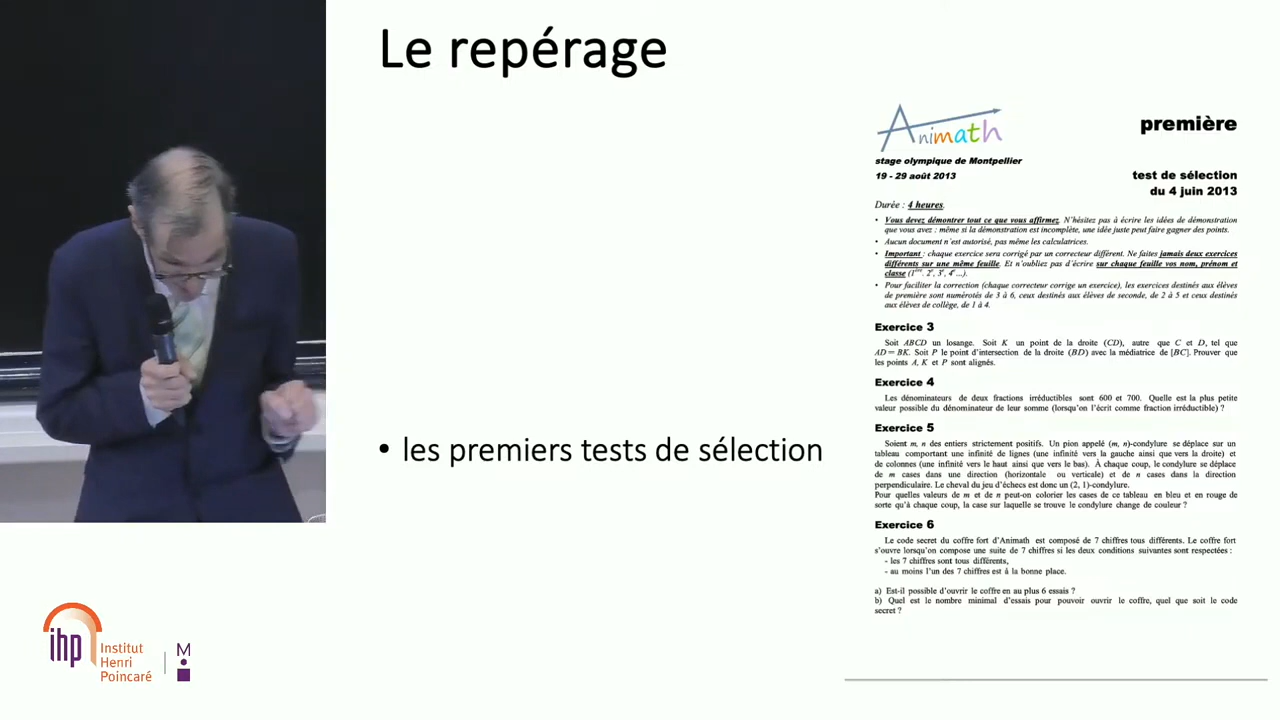 Le repérage
Animath
première
stage olympique de Montpellier
19 - 29 août 2013
test de sélection
du 4 juin 2013
Durée : 4 heures.
• Vous devez démontrer tout ce que vous affirmez. N'hésitez pas à écrire les idées de démonstration
que vous avez : même si la démonstration est incomplète, une idée juste peut faire gagner des points.
• Aucun document n'est autorisé, pas même les calculatrices.
• Important : chaque exercice sera corrigé par un correcteur différent. Ne faites jamais deux exercices
différents sur une même feuille. Et n'oubliez pas d'écrire sur chaque feuille vos nom, prénom et
classe (1ère, 2e, 3e, 4e...).
• Pour faciliter la correction (chaque correcteur corrige un exercice), les exercices destinés aux élèves
de première sont numérotés de 3 à 6, ceux destinés aux élèves de seconde, de 2 à 5 et ceux destinés
aux élèves de collège, de 1 à 4.
Exercice 3
Soit ABCD un losange. Soit K un point de la droite (CD), autre que C et D, tel que
AD = BK. Soit P le point d'intersection de la droite (BD) avec la médiatrice de [BC]. Prouver que
les points A, K et P sont alignés.
Exercice 4
Les dénominateurs de deux fractions irréductibles sont 600 et 700. Quelle est la plus petite
valeur possible du dénominateur de leur somme (lorsqu'on l'écrit comme fraction irréductible) ?
Exercice 5
Soient m, n des entiers strictement positifs. Un pion appelé (m, n)-condylure se déplace sur un
tableau comportant une infinité de lignes (une infinité vers la gauche ainsi que vers la droite) et
de colonnes (une infinité vers le haut ainsi que vers le bas). À chaque coup, le condylure se déplace
de m cases dans une direction (horizontale ou verticale) et de n cases dans la direction
perpendiculaire. Le cheval du jeu d'échecs est donc un (2, 1)-condylure.
Pour quelles valeurs de m et de n peut-on colorier les cases de ce tableau en bleu et en rouge de
sorte qu'à chaque coup, la case sur laquelle se trouve le condylure change de couleur ?
Exercice 6
Le code secret du coffre fort d'Animath est composé de 7 chiffres tous différents. Le coffre fort
s'ouvre lorsqu'on compose une suite de 7 chiffres si les deux conditions suivantes sont respectées :
- les 7 chiffres sont tous différents,
- au moins l'un des 7 chiffres est à la bonne place.
a) Est-il possible d'ouvrir le coffre en au plus 6 essais ?
b) Quel est le nombre minimal d'essais pour pouvoir ouvrir le coffre, quel que soit le code
secret ?
• les premiers tests de sélection
ihp
Institut
Henri
Poincaré
M